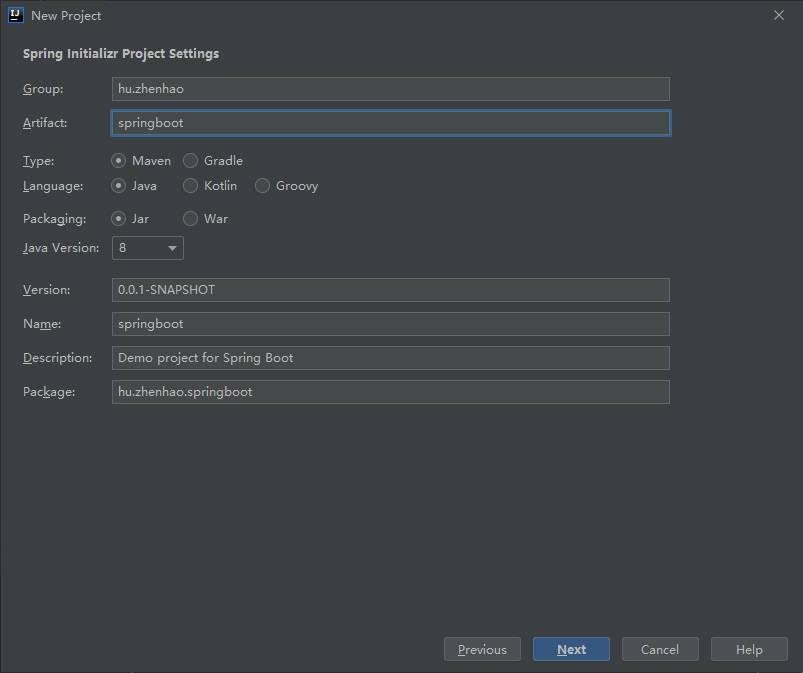 New Project
Spring Initializr Project Settings
Group: hu.zhenhao
Artifact: springboot
Type: Maven Gradle
Language: Java Kotlin Groovy
Packaging: Jar War
Java Version: 8
Version: 0.0.1-SNAPSHOT
Name: springboot
Description: Demo project for Spring Boot
Package: hu.zhenhao.springboot
Previous Next Cancel Help